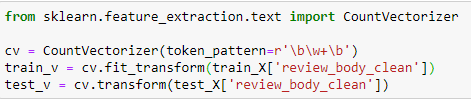 from sklearn.feature_extraction.text import CountVectorizer
cv = CountVectorizer(token_pattern=r'\b\w+\b')
train_v = cv.fit_transform(train_X['review_body_clean'])
test_v = cv.transform(test_X['review_body_clean'])